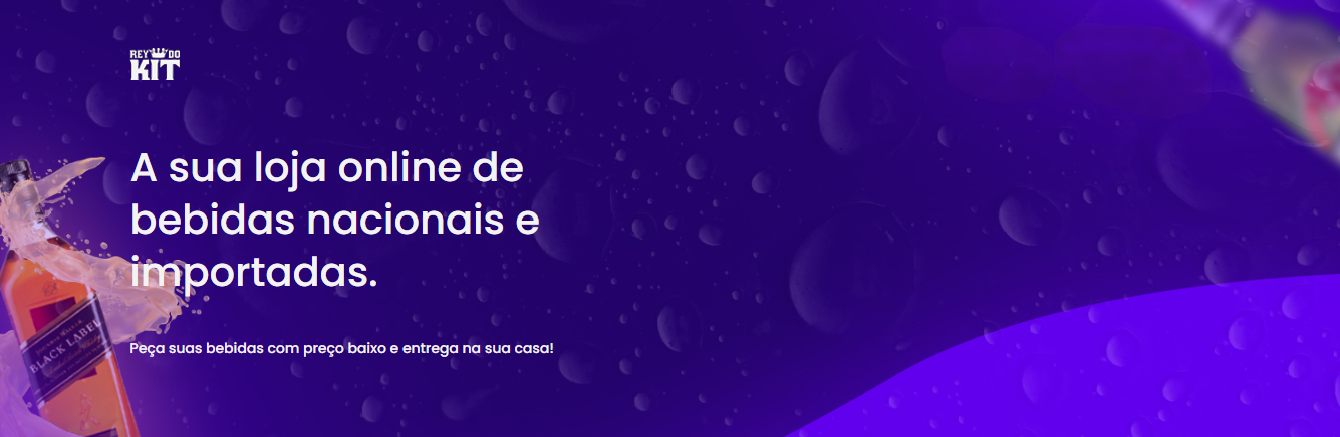 REY DO
KIT
A sua loja online de
bebidas nacionais e
importadas.
Peça suas bebidas com preço baixo e entrega na sua casa!
BLACK LABEL